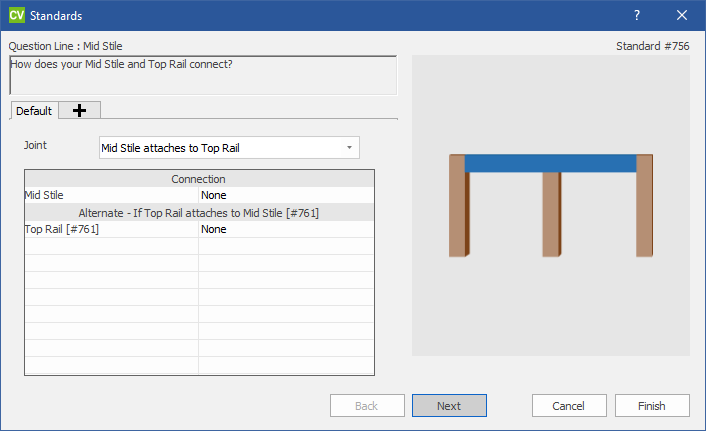 CV Standards
Question Line : Mid Stile
Standard #756
How does your Mid Stile and Top Rail connect?
Default
Joint
Mid Stile attaches to Top Rail
Connection
Mid Stile None
Alternate - If Top Rail attaches to Mid Stile [#761]
Top Rail [#761] None
Back Next Cancel Finish